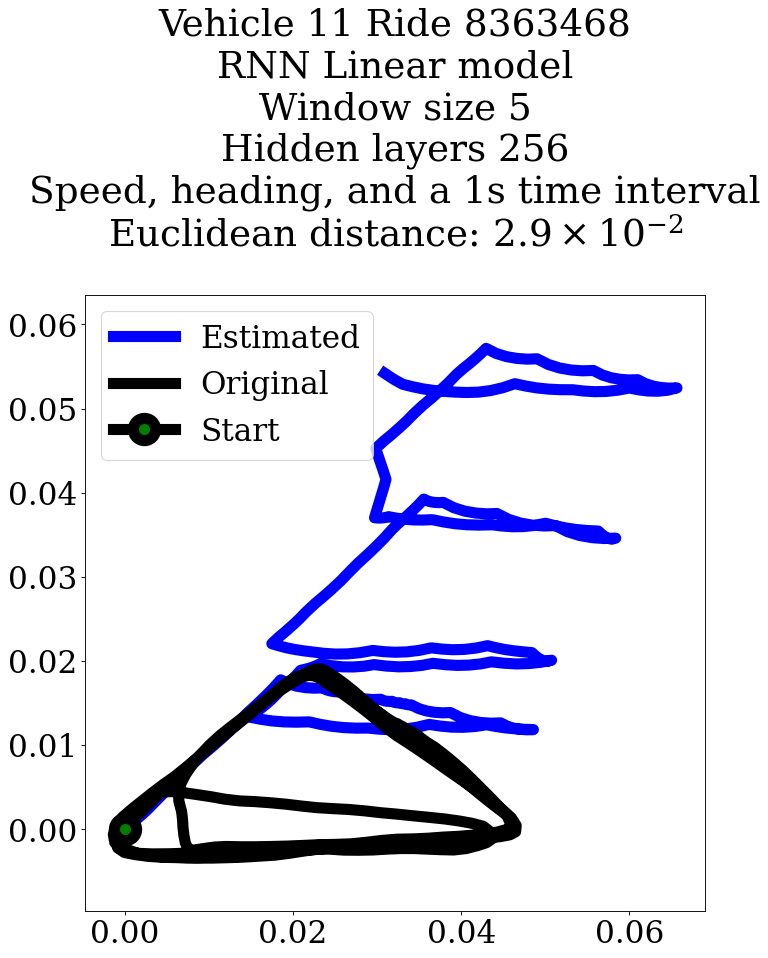 Vehicle 11 Ride 8363468
RNN Linear model
Window size 5
Hidden layers 256
Speed, heading, and a 1s time interval
Euclidean distance: 2.9 × 10⁻²
Estimated
Original
Start
0.06
0.05
0.04
0.03
0.02
0.01
0.00
0.00 0.02 0.04 0.06